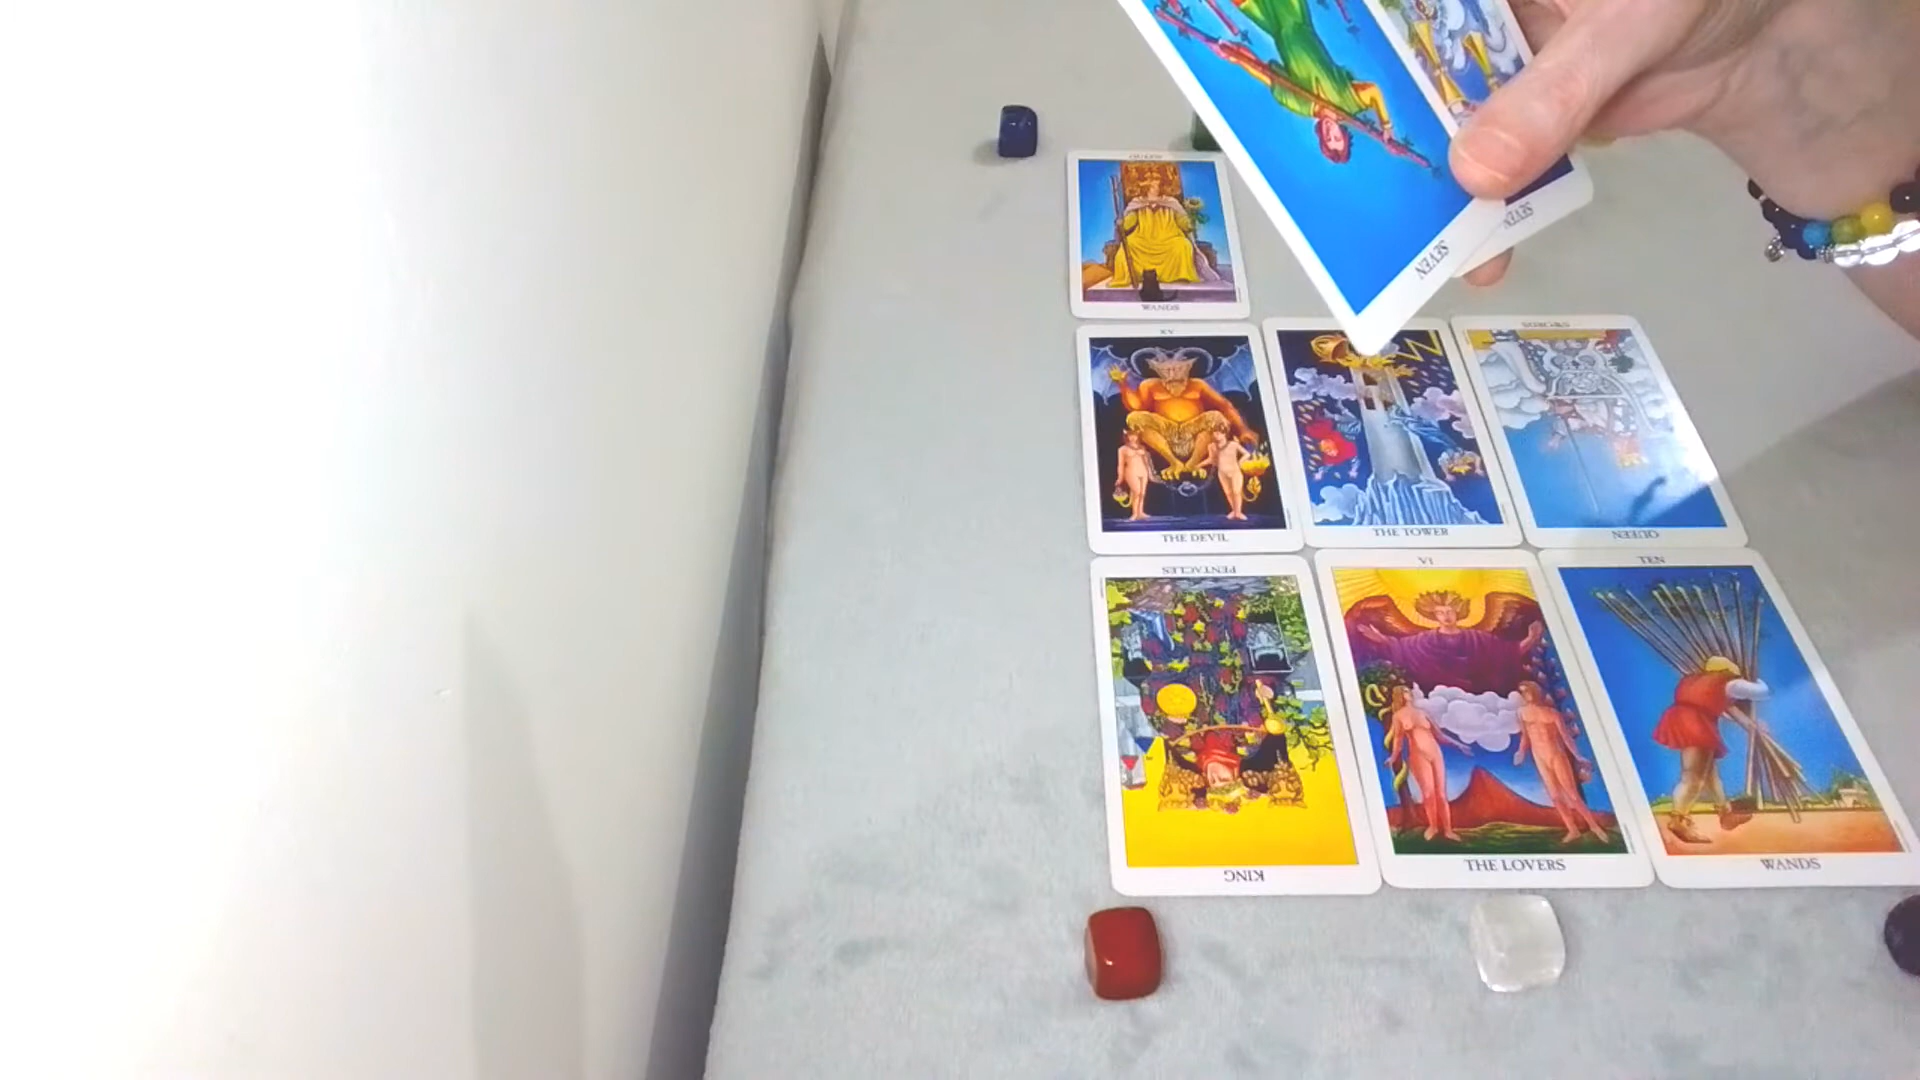 SEVEN
SEVEN
QUEEN
WANDS
XV
THE DEVIL
THE TOWER
SWORDS
QUEEN
PENTACLES
KING
VI
THE LOVERS
TEN
WANDS